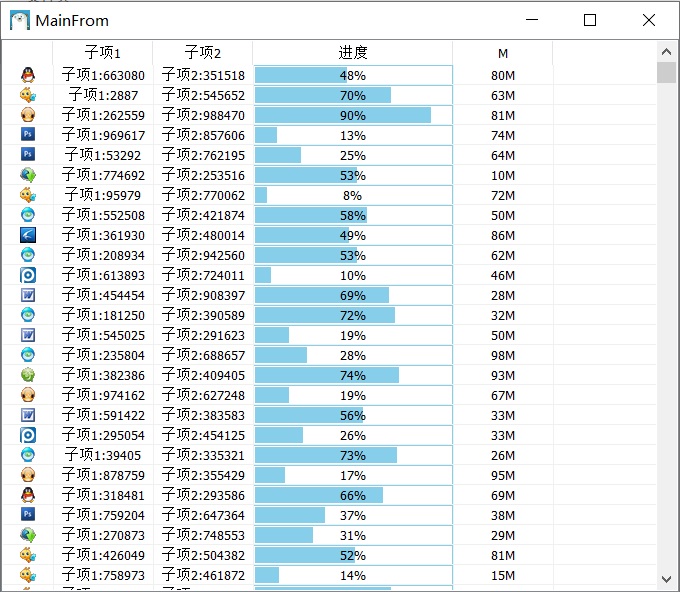 MainFrom
子项1 子项2 进度 M
子项1:663080 子项2:351518 48% 80M
子项1:2887 子项2:545652 70% 63M
子项1:262559 子项2:988470 90% 81M
Ps 子项1:969617 子项2:857606 13% 74M
Ps 子项1:53292 子项2:762195 25% 64M
子项1:774692 子项2:253516 53% 10M
子项1:95979 子项2:770062 8% 72M
子项1:552508 子项2:421874 58% 50M
子项1:361930 子项2:480014 49% 86M
子项1:208934 子项2:942560 53% 62M
子项1:613893 子项2:724011 10% 46M
W 子项1:454454 子项2:908397 69% 28M
子项1:181250 子项2:390589 72% 32M
W 子项1:545025 子项2:291623 19% 50M
子项1:235804 子项2:688657 28% 98M
子项1:382386 子项2:409405 74% 93M
子项1:974162 子项2:627248 19% 67M
W 子项1:591422 子项2:383583 56% 33M
子项1:295054 子项2:454125 26% 33M
子项1:39405 子项2:335321 73% 26M
子项1:878759 子项2:355429 17% 95M
子项1:318481 子项2:293586 66% 69M
Ps 子项1:759204 子项2:647364 37% 38M
子项1:270873 子项2:748553 31% 29M
子项1:426049 子项2:504382 52% 81M
子项1:758973 子项2:461872 14% 15M